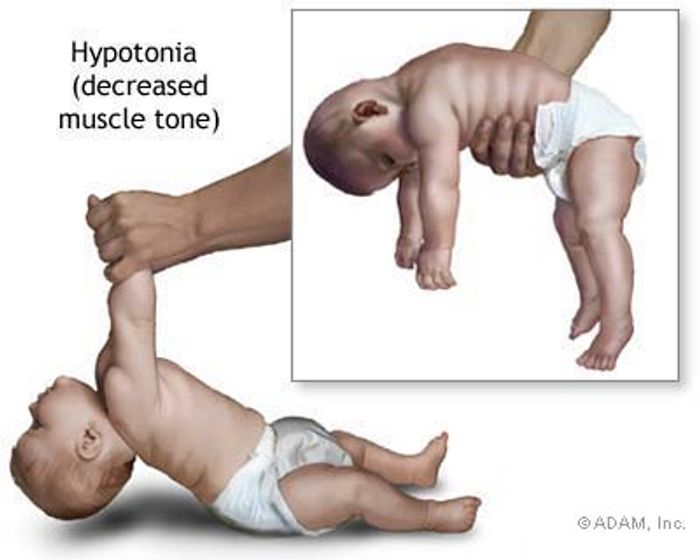 Hypotonia
(decreased
muscle tone)
©ADAM, Inc.